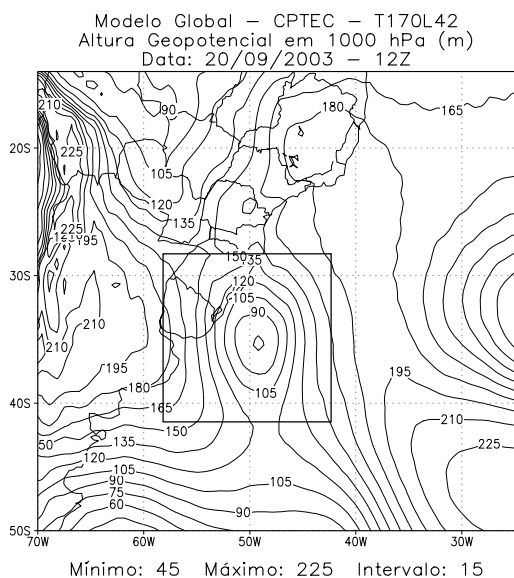 Modelo Global – CPTEC – T170L42
Altura Geopotencial em 1000 hPa (m)
Data: 20/09/2003 – 12Z
210
90
180
165
225
20S
105
120
135
225
195
150
135
30S
120
105
90
210
210
195
195
180
105
40S
165
150
210
50
135
225
120
105
90
105
75
60
90
50S
70W
60W
50W
40W
30W
Mínimo: 45 Máximo: 225 Intervalo: 15